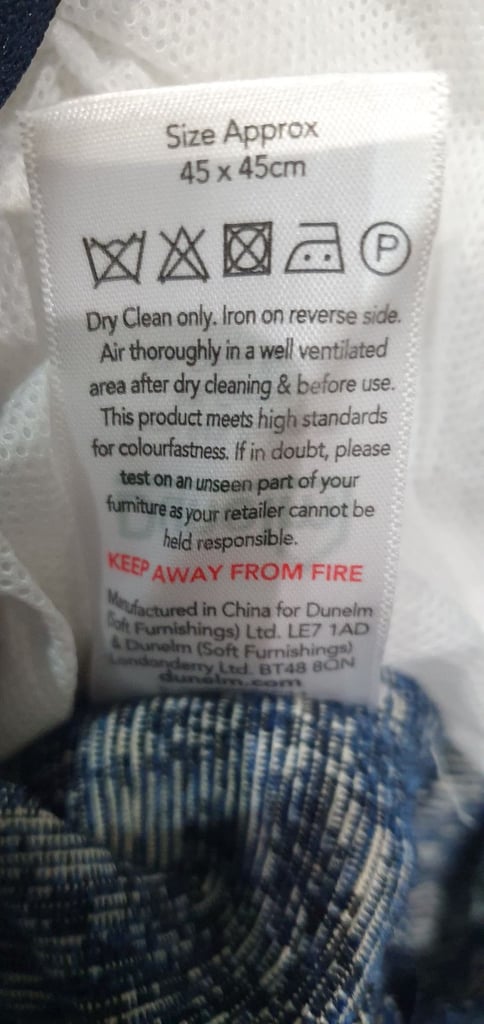 Size Approx
45 x 45cm
P
Dry Clean only. Iron on reverse side.
Air thoroughly in a well ventilated
area after dry cleaning & before use.
This product meets high standards
for colourfastness. If in doubt, please
test on an unseen part of your
furniture as your retailer cannot be
held responsible.
KEEP AWAY FROM FIRE
Manufactured in China for Dunelm
(Soft Furnishings) Ltd. LE7 1AD
& Dunelm (Soft Furnishings)
Londonderry Ltd. BT48 8QN
dunelm.com